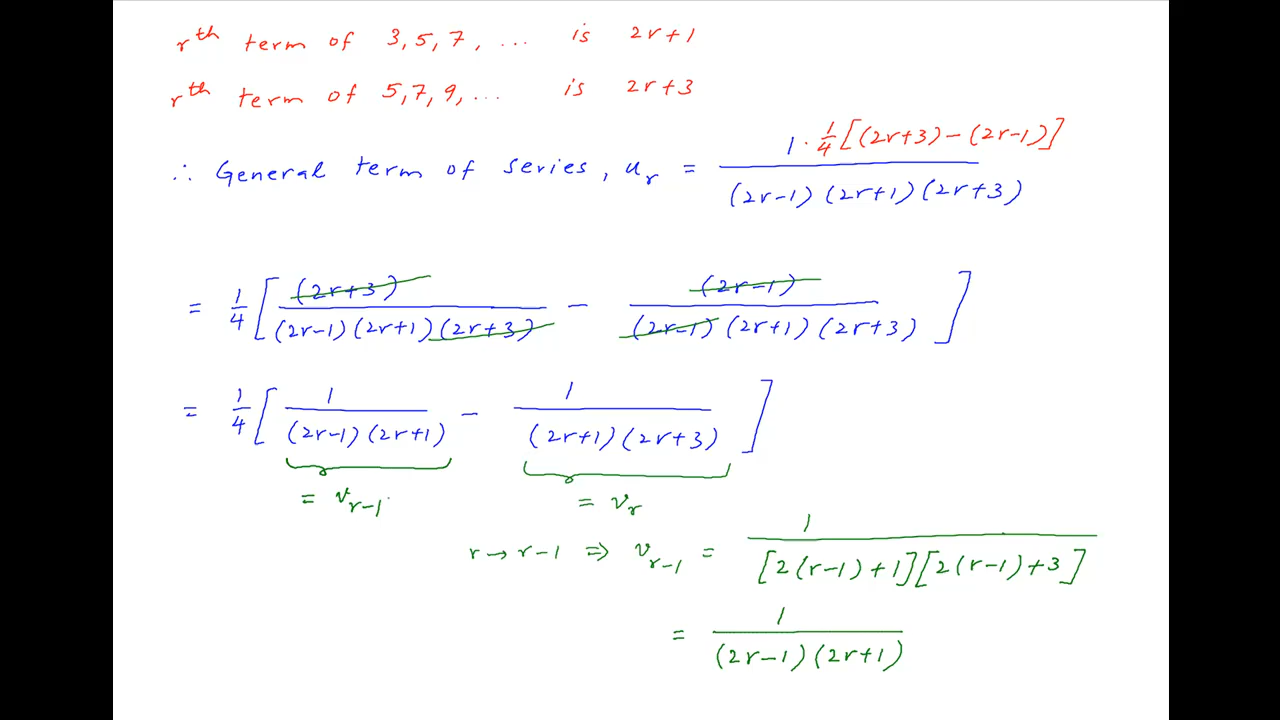 rth term of 3, 5, 7, ... is 2r+1
rth term of 5, 7, 9, ... is 2r+3
∴ General term of series, u_r = 1 · 1/4 [(2r+3) − (2r−1)] / (2r−1)(2r+1)(2r+3)
= 1/4 [ (2r+3) / (2r−1)(2r+1)(2r+3) − (2r−1) / (2r−1)(2r+1)(2r+3) ]
= 1/4 [ 1 / (2r−1)(2r+1) − 1 / (2r+1)(2r+3) ]
= v_{r−1} = v_r
r → r−1 ⇒ v_{r−1} = 1 / [2(r−1)+1][2(r−1)+3]
= 1 / (2r−1)(2r+1)